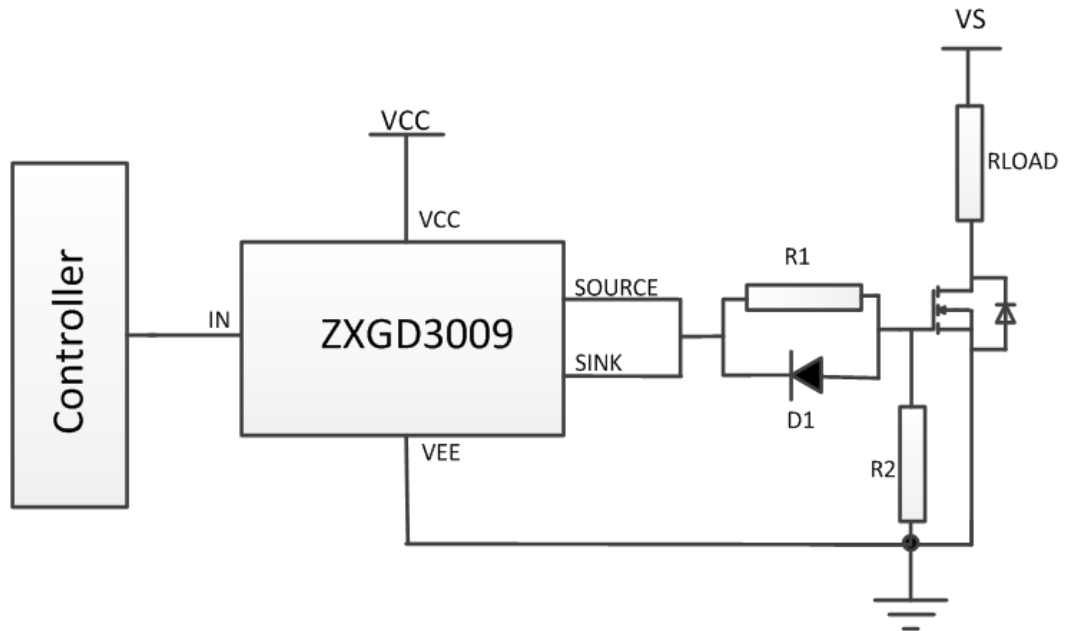 VS
RLOAD
VCC
VCC
Controller
IN
ZXGD3009
SOURCE
SINK
VEE
R1
D1
R2